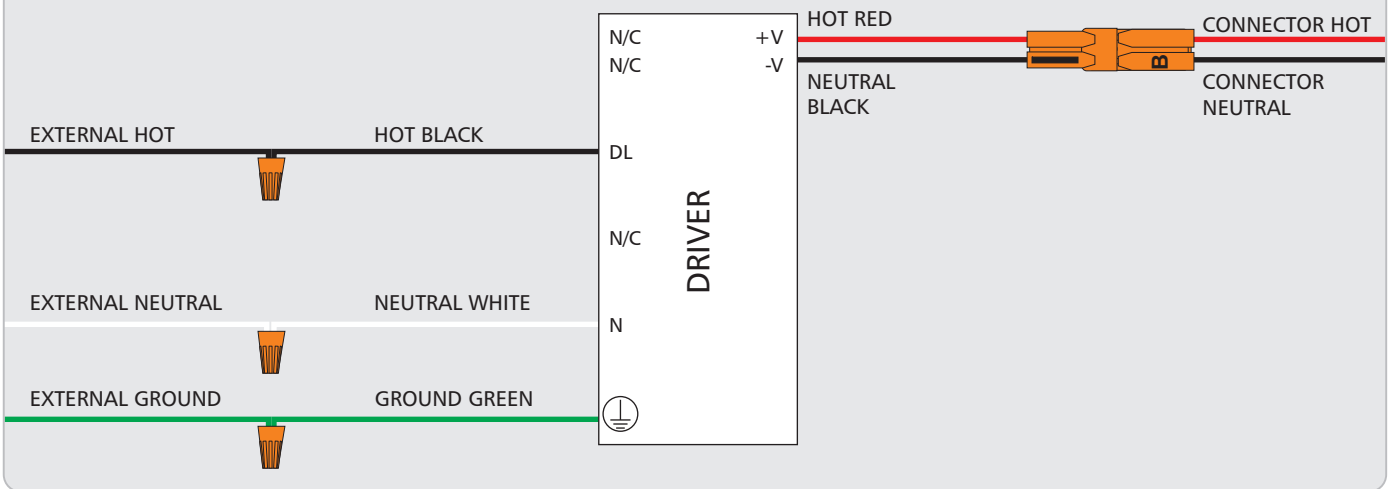 HOT RED
CONNECTOR HOT
N/C
+V
N/C
-V
NEUTRAL
BLACK
B
CONNECTOR
NEUTRAL
EXTERNAL HOT
HOT BLACK
DL
DRIVER
N/C
EXTERNAL NEUTRAL
NEUTRAL WHITE
N
EXTERNAL GROUND
GROUND GREEN